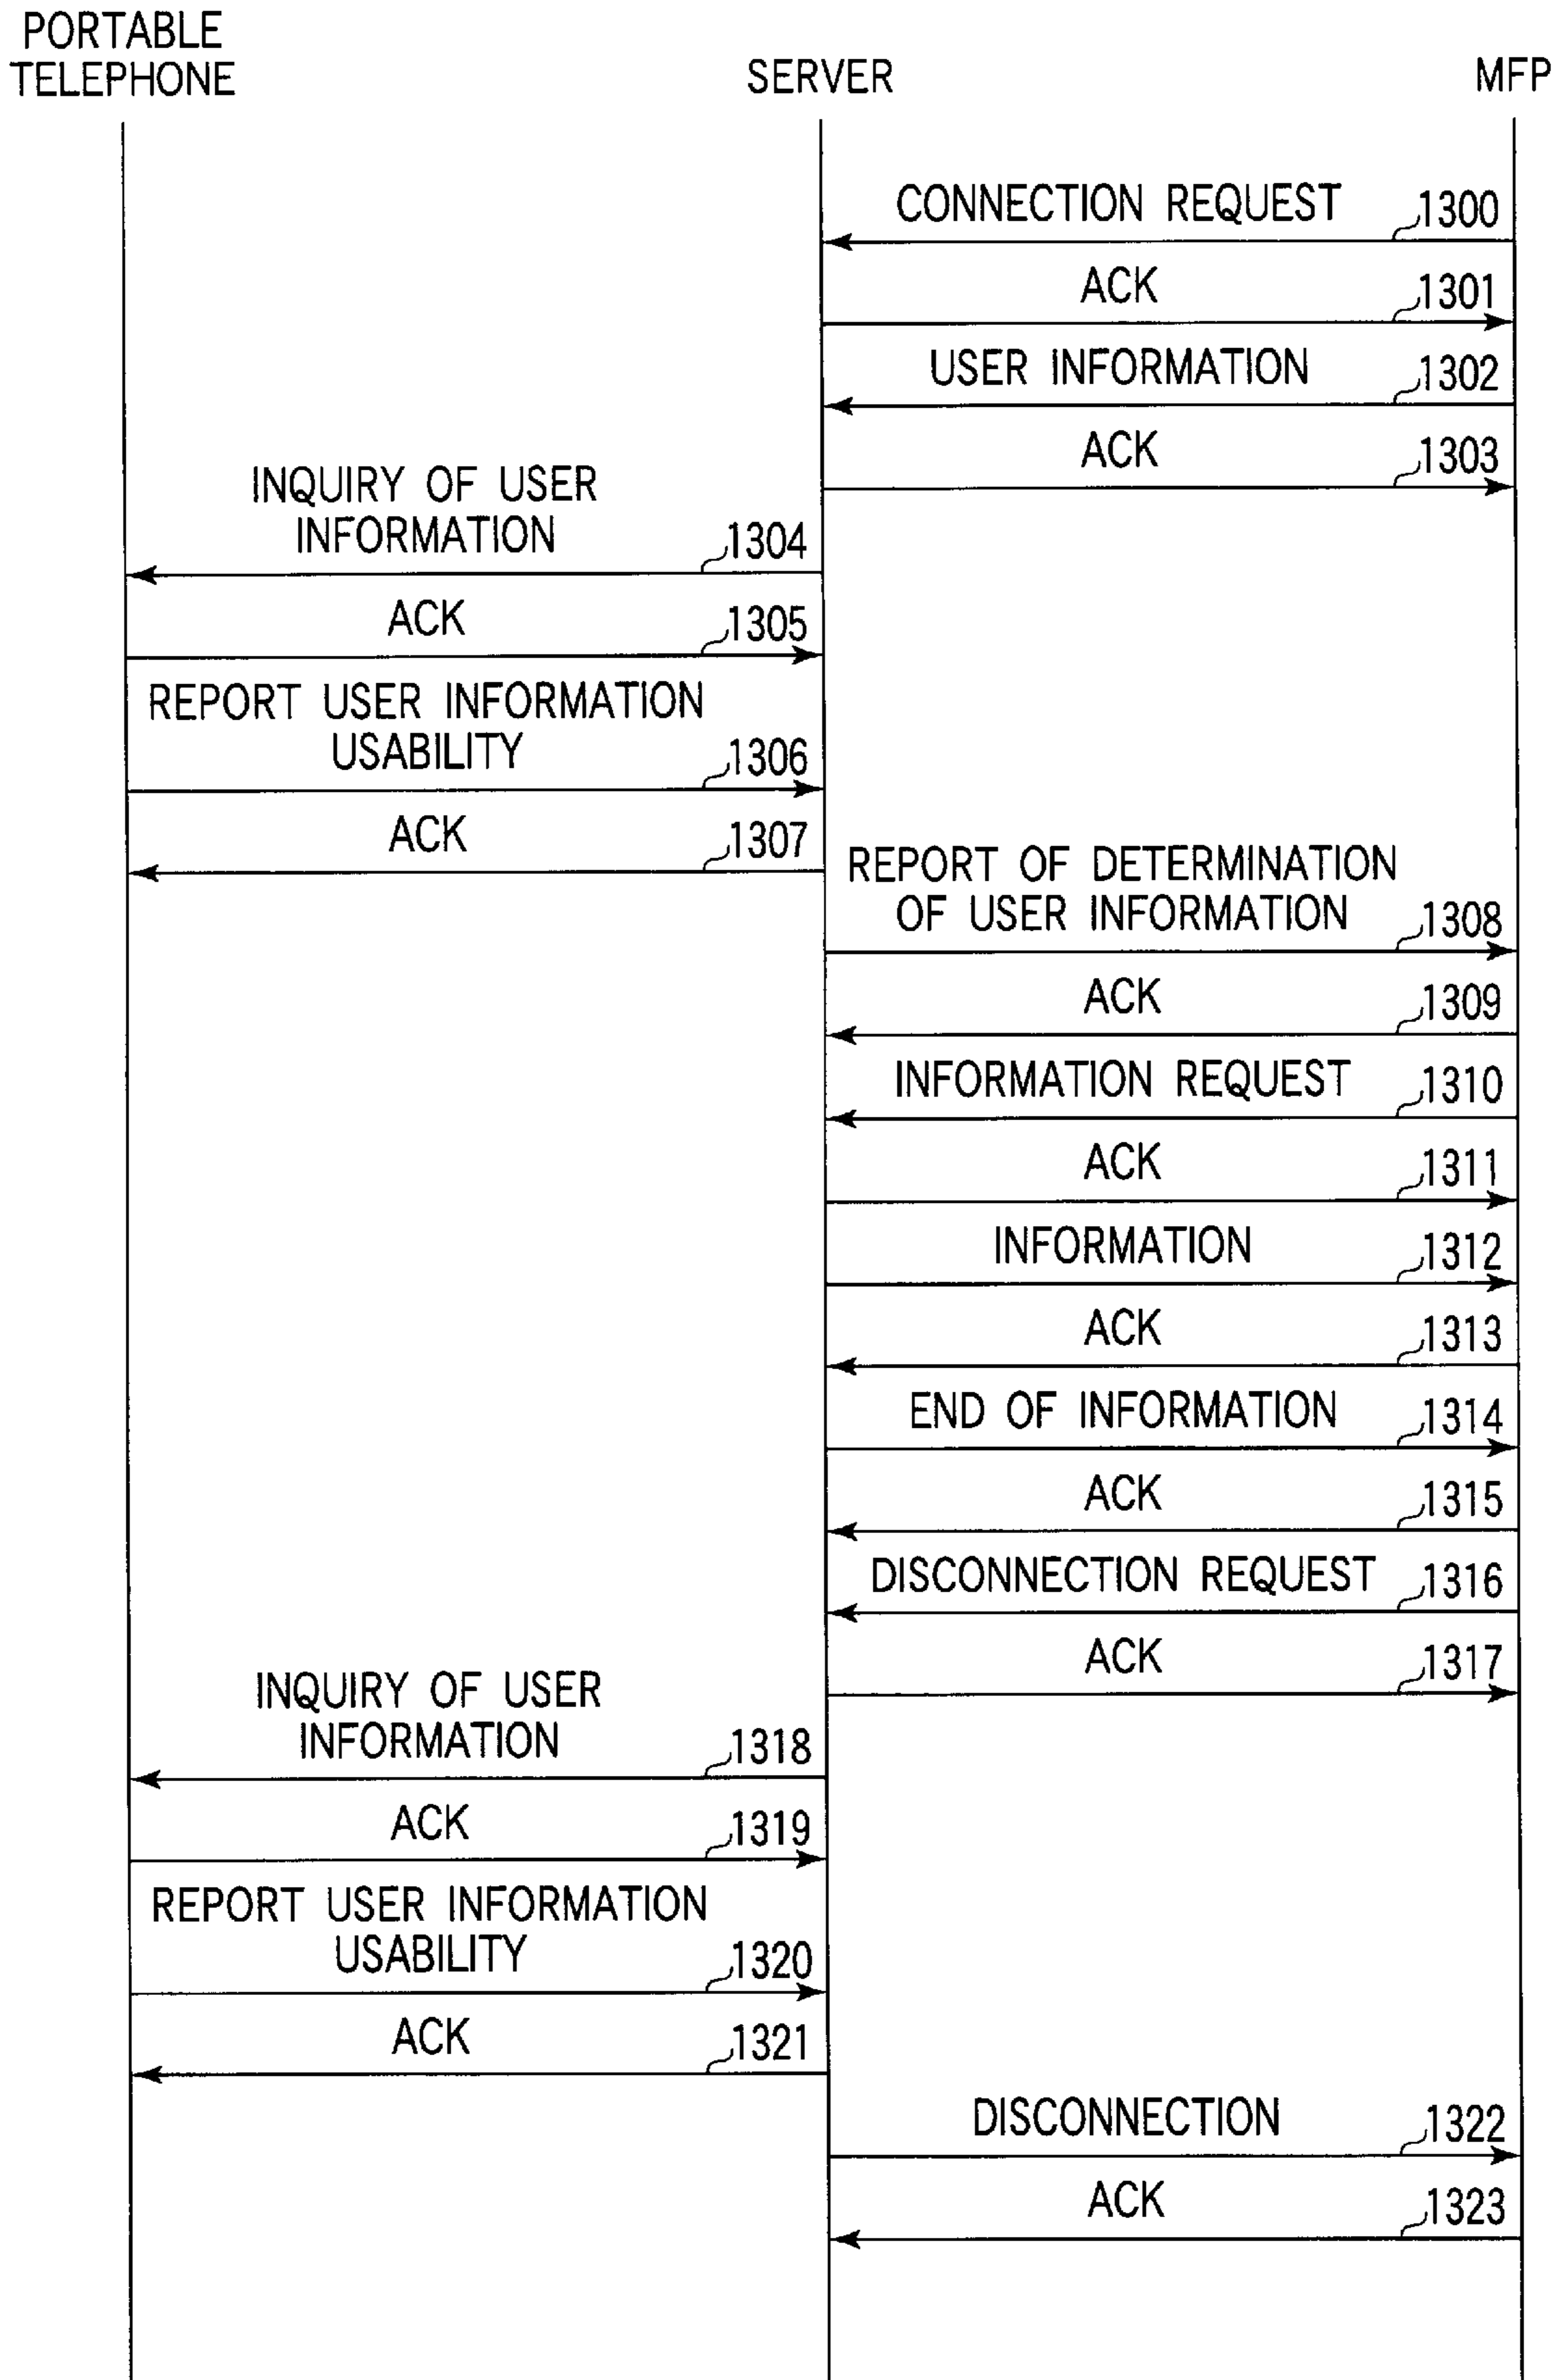 PORTABLE
TELEPHONE
SERVER
MFP
CONNECTION REQUEST
1300
ACK
1301
USER INFORMATION
1302
ACK
1303
INQUIRY OF USER
INFORMATION
1304
ACK
1305
REPORT USER INFORMATION
USABILITY
1306
ACK
1307
REPORT OF DETERMINATION
OF USER INFORMATION
1308
ACK
1309
INFORMATION REQUEST
1310
ACK
1311
INFORMATION
1312
ACK
1313
END OF INFORMATION
1314
ACK
1315
DISCONNECTION REQUEST
1316
ACK
1317
INQUIRY OF USER
INFORMATION
1318
ACK
1319
REPORT USER INFORMATION
USABILITY
1320
ACK
1321
DISCONNECTION
1322
ACK
1323